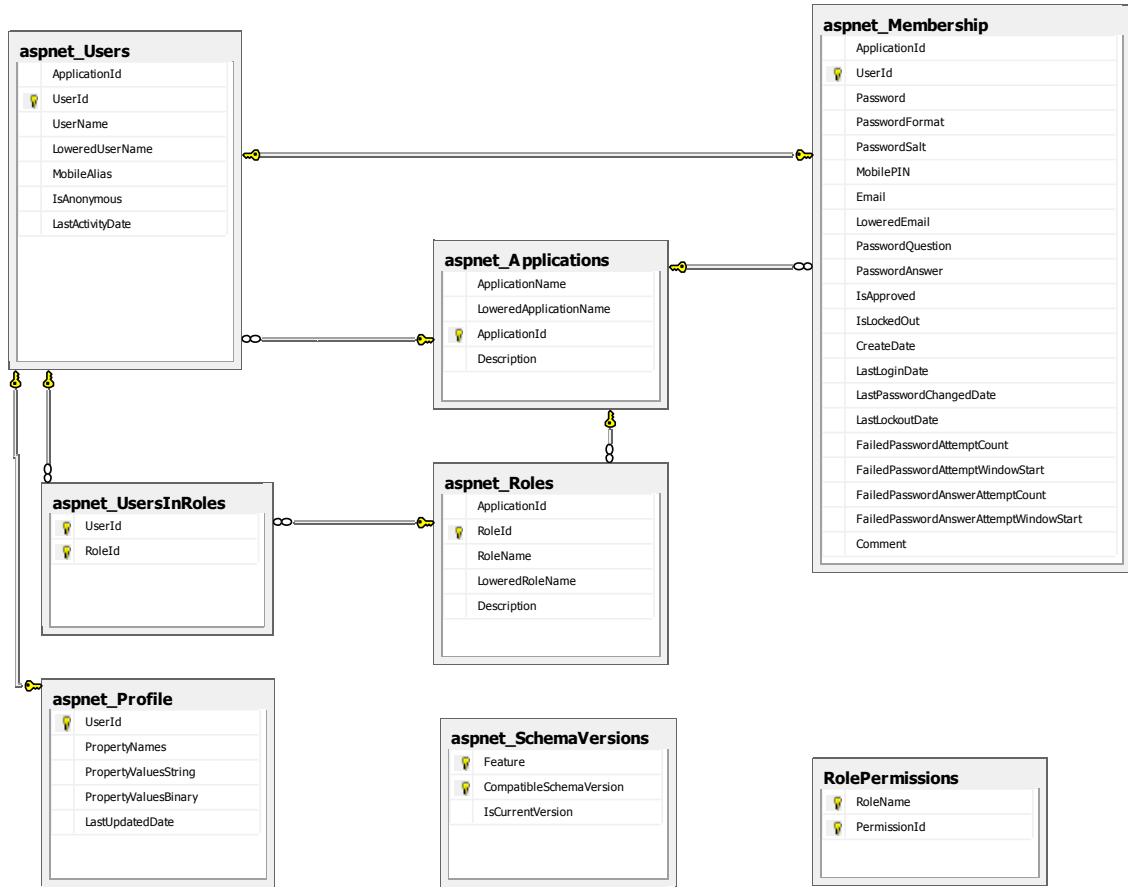 aspnet_Users
ApplicationId
UserId
UserName
LoweredUserName
MobileAlias
IsAnonymous
LastActivityDate
aspnet_Membership
ApplicationId
UserId
Password
PasswordFormat
PasswordSalt
MobilePIN
Email
LoweredEmail
PasswordQuestion
PasswordAnswer
IsApproved
IsLockedOut
CreateDate
LastLoginDate
LastPasswordChangedDate
LastLockoutDate
FailedPasswordAttemptCount
FailedPasswordAttemptWindowStart
FailedPasswordAnswerAttemptCount
FailedPasswordAnswerAttemptWindowStart
Comment
aspnet_Applications
ApplicationName
LoweredApplicationName
ApplicationId
Description
aspnet_UsersInRoles
UserId
RoleId
aspnet_Roles
ApplicationId
RoleId
RoleName
LoweredRoleName
Description
aspnet_Profile
UserId
PropertyNames
PropertyValuesString
PropertyValuesBinary
LastUpdatedDate
aspnet_SchemaVersions
Feature
CompatibleSchemaVersion
IsCurrentVersion
RolePermissions
RoleName
PermissionId